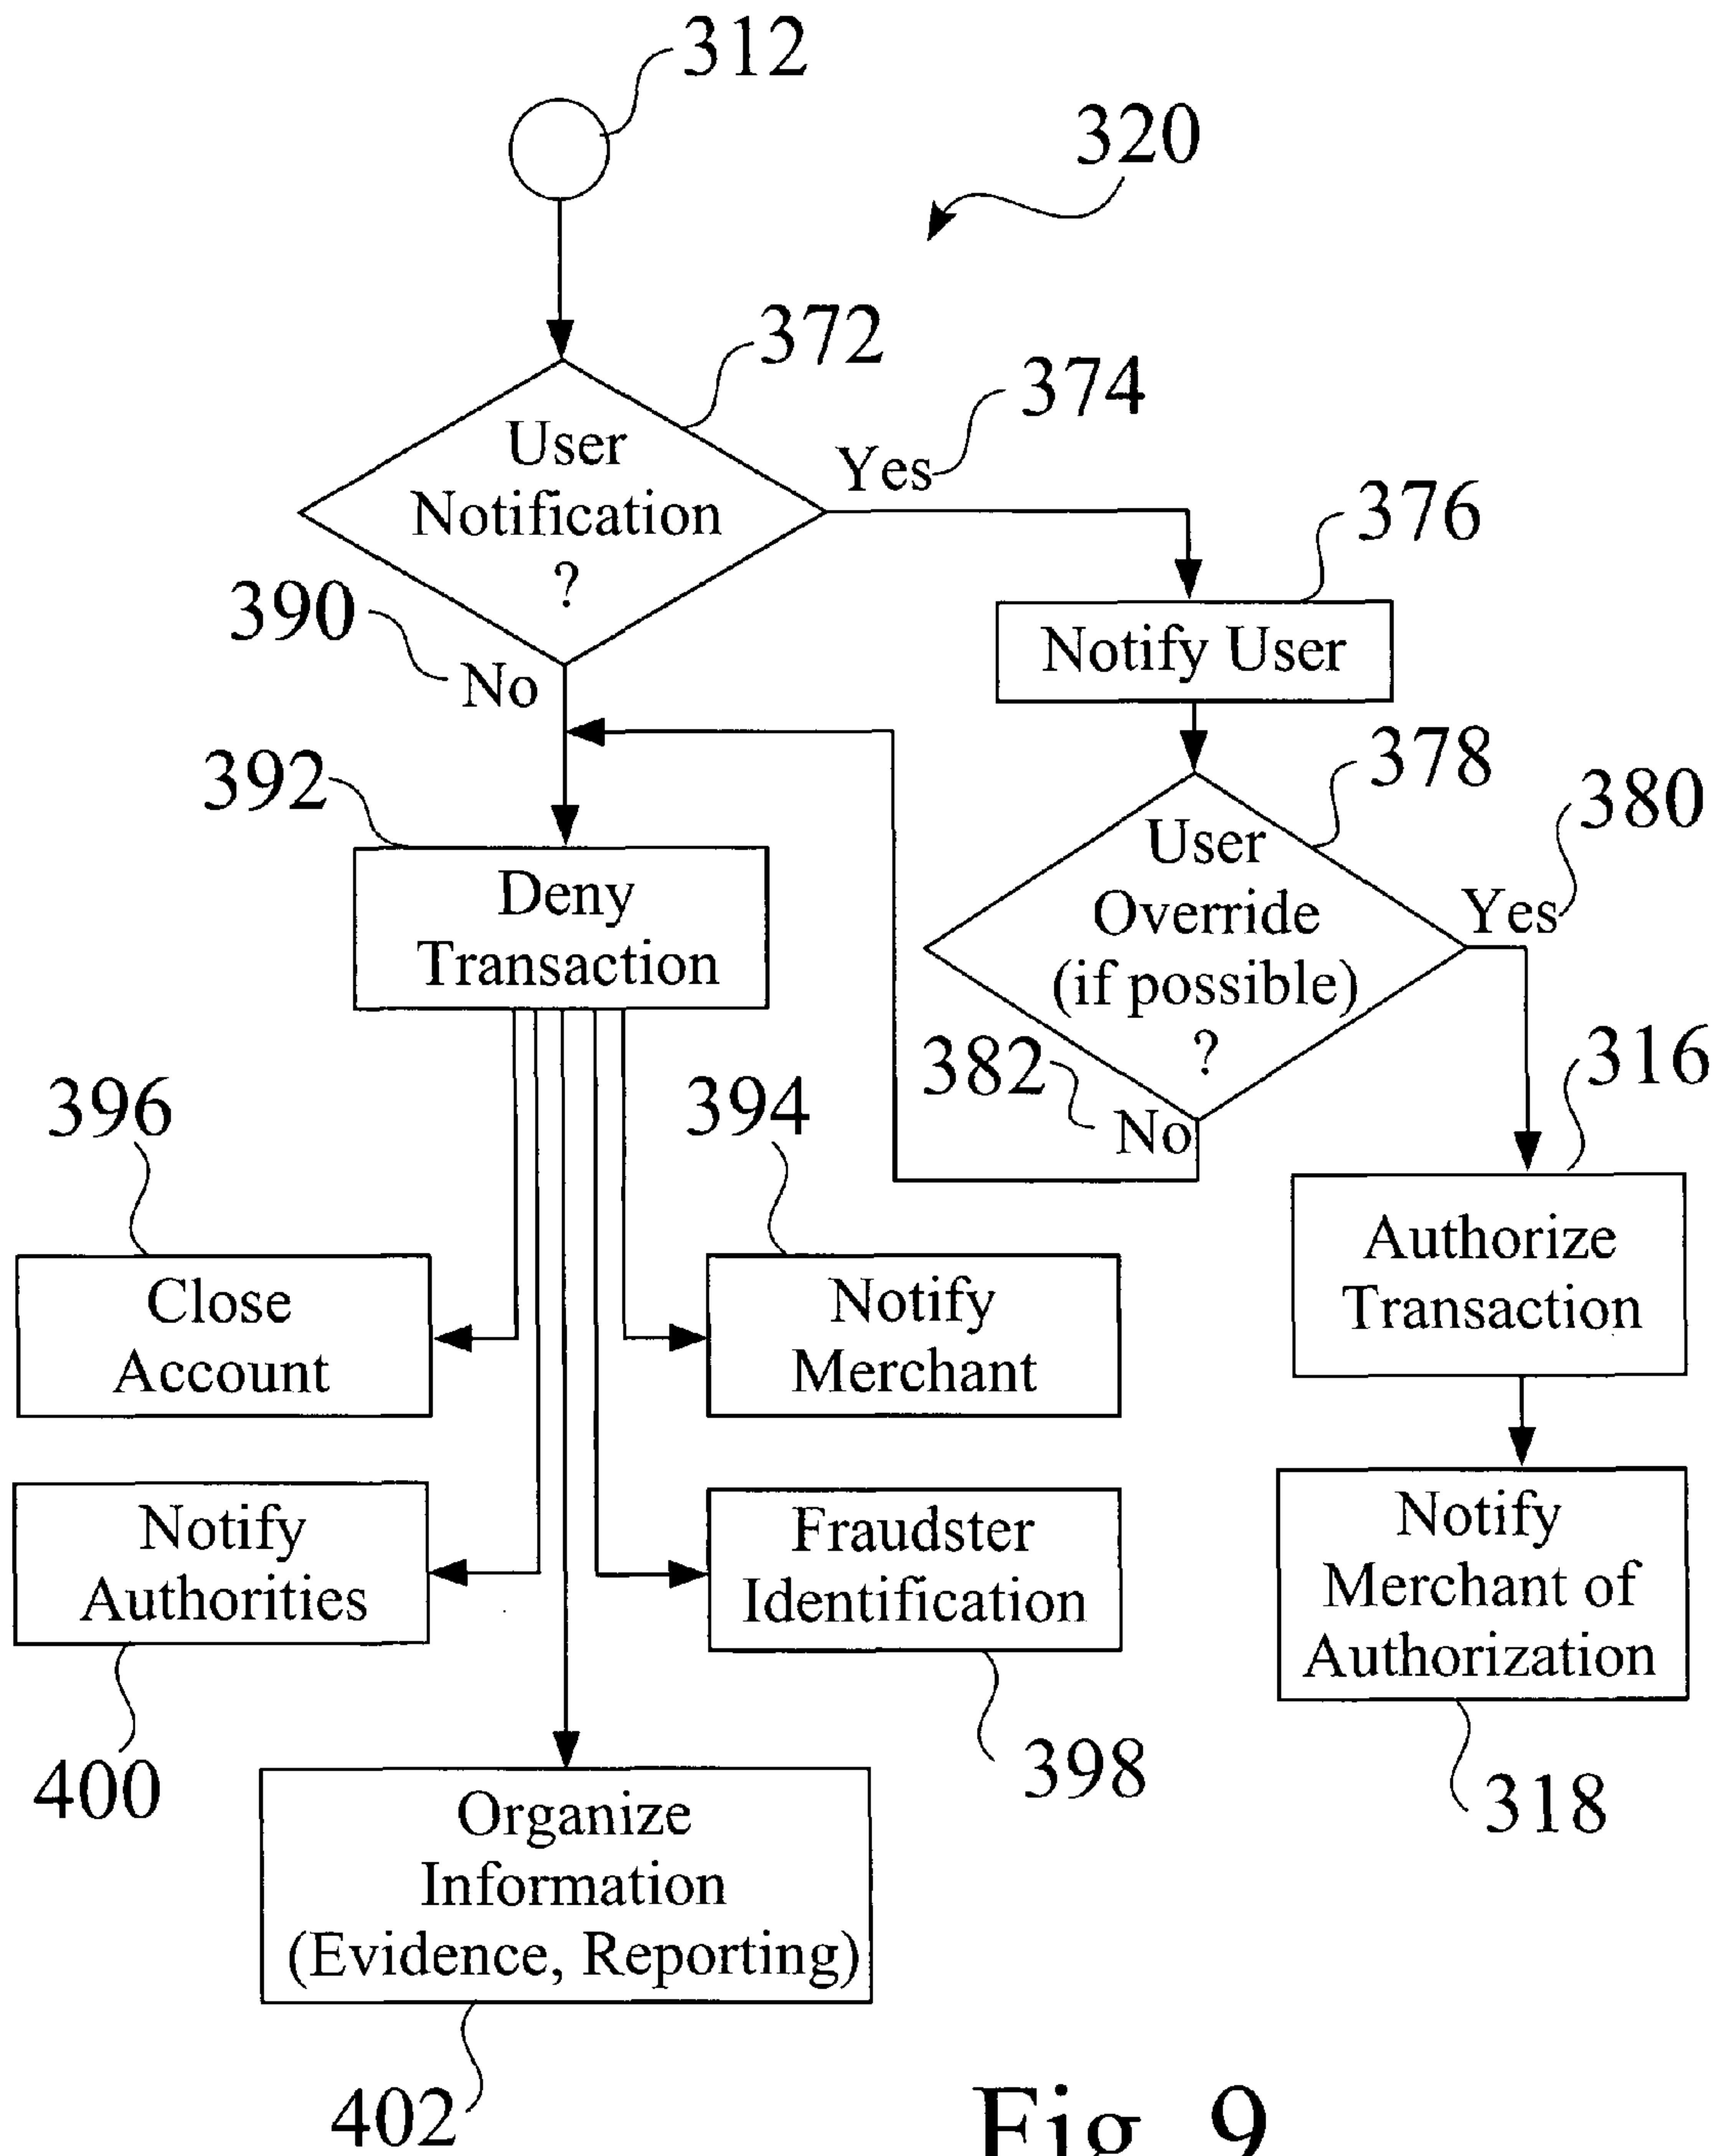 312
320
372
374
User
Notification
?
Yes
376
390
No
Notify User
392
378
380
User
Override
(if possible)
?
Yes
Deny
Transaction
382
No
316
396
394
Authorize
Transaction
Close
Account
Notify
Merchant
Notify
Authorities
Fraudster
Identification
Notify
Merchant of
Authorization
400
398
318
Organize
Information
(Evidence, Reporting)
402
Fig. 9